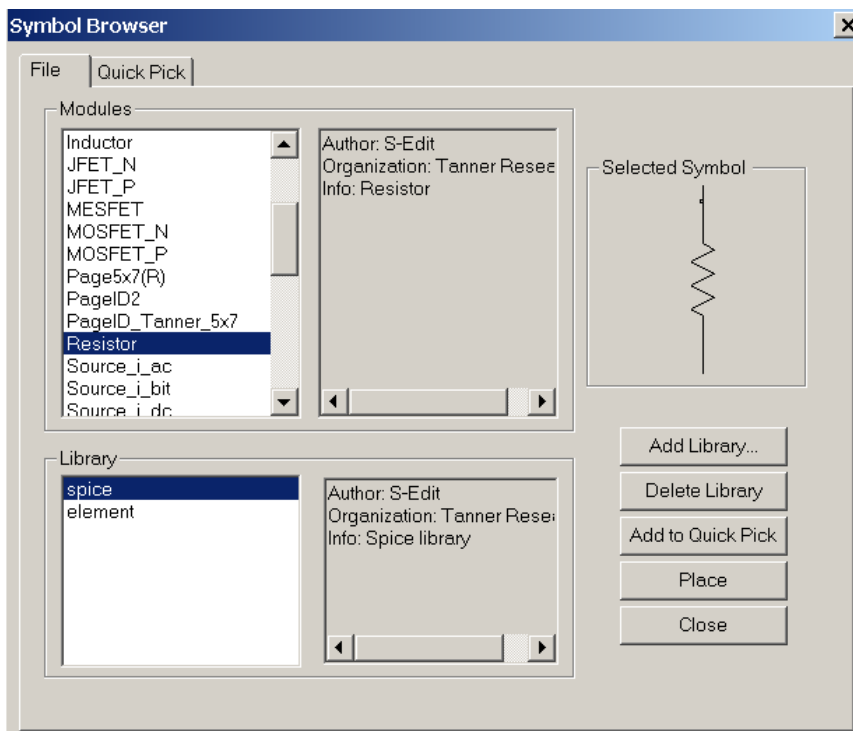 Symbol Browser
File
Quick Pick
Modules
Inductor
JFET_N
JFET_P
MESFET
MOSFET_N
MOSFET_P
Page5x7(R)
PageID2
PageID_Tanner_5x7
Resistor
Source_i_ac
Source_i_bit
Source_i_dc
Author: S-Edit
Organization: Tanner Resea
Info: Resistor
Selected Symbol
Library
spice
element
Author: S-Edit
Organization: Tanner Resea
Info: Spice library
Add Library...
Delete Library
Add to Quick Pick
Place
Close